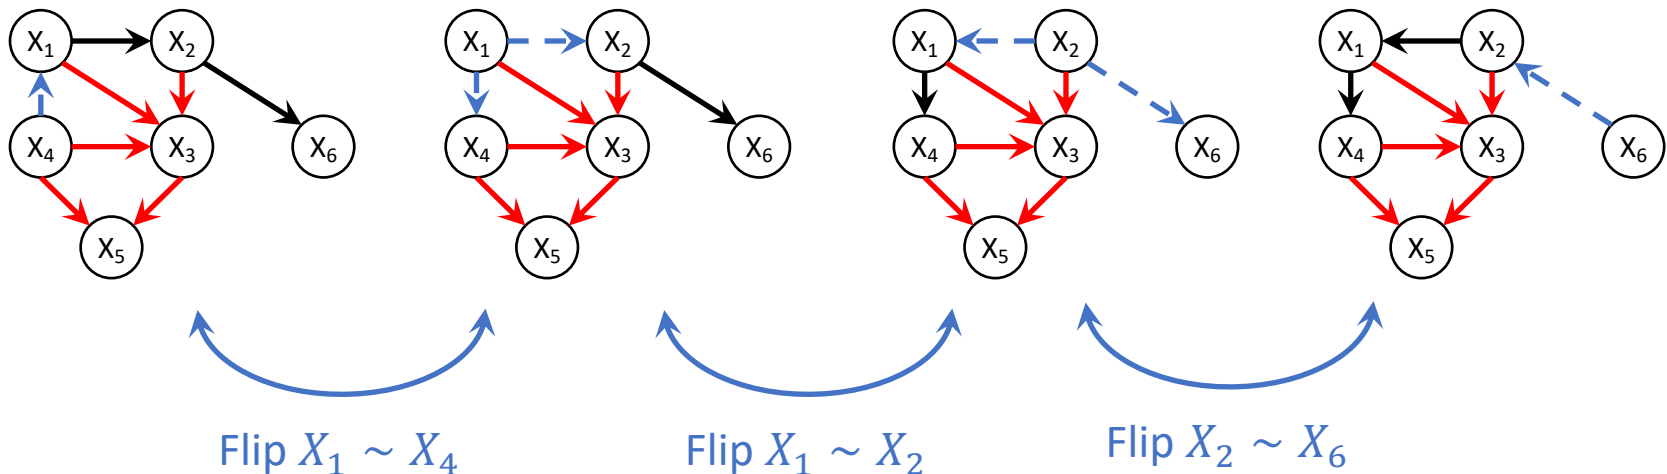 X₁ X₂ X₁ X₂ X₁ X₂ X₁ X₂
X₄ X₃ X₆ X₄ X₃ X₆ X₄ X₃ X₆ X₄ X₃ X₆
X₅ X₅ X₅ X₅
Flip X₁ ~ X₄ Flip X₁ ~ X₂ Flip X₂ ~ X₆